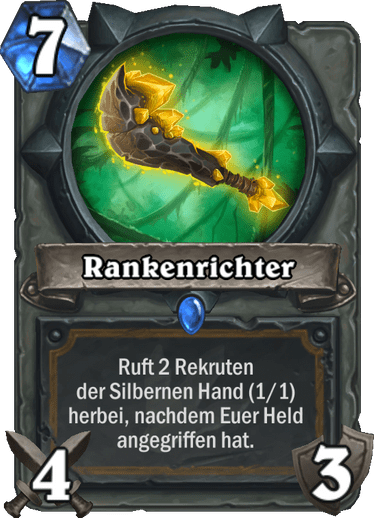 7
Rankenrichter
Ruft 2 Rekruten
der Silbernen Hand (1/1)
herbei, nachdem Euer Held
angegriffen hat.
4
3